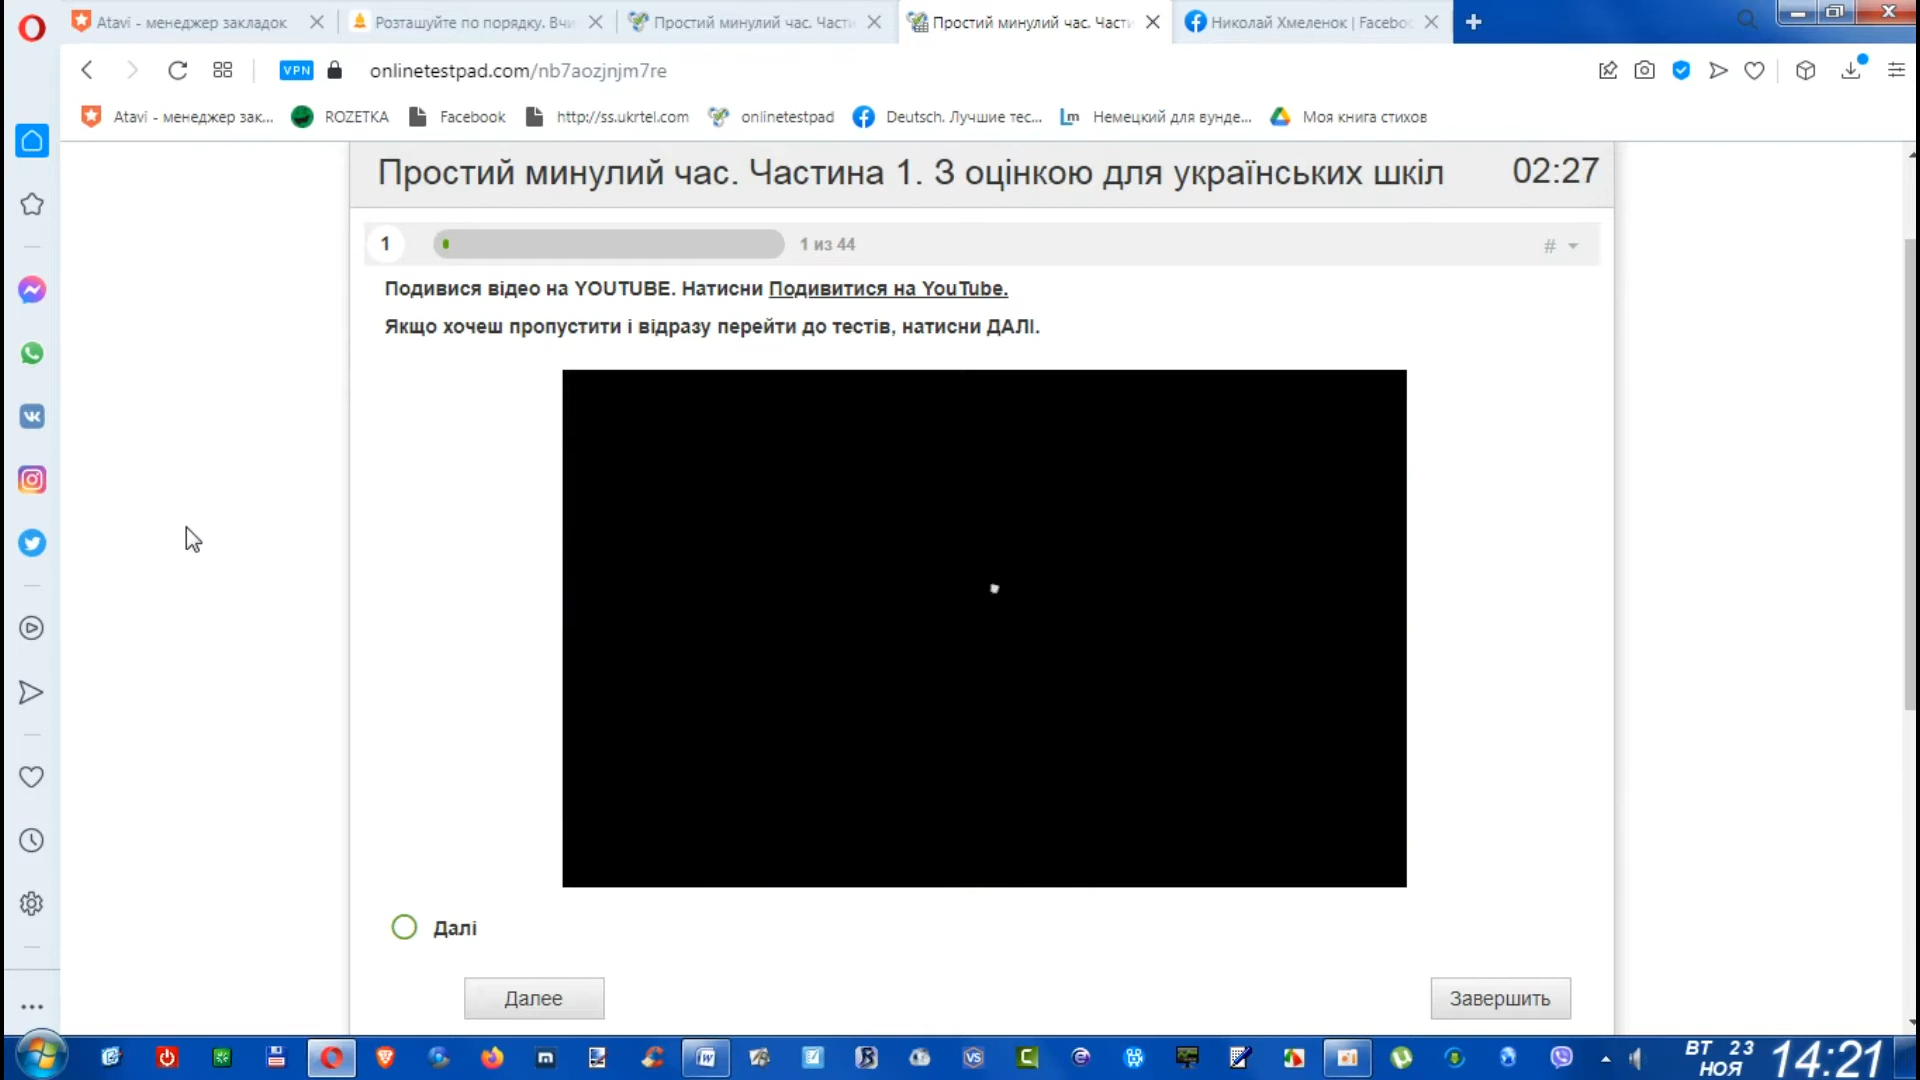 Atavi - менеджер закладок
Розташуйте по порядку. Вчи
Простий минулий час. Части
Простий минулий час. Части
Николай Хмеленок | Facebo
VPN
onlinetestpad.com/nb7aozjnjm7re
Atavi - менеджер зак...
ROZETKA
Facebook
http://ss.ukrtel.com
onlinetestpad
Deutsch. Лучшие тес...
Немецкий для вунде...
Моя книга стихов
Простий минулий час. Частина 1. З оцінкою для українських шкіл
02:27
1
1 из 44
#
Подивися відео на YOUTUBE. Натисни Подивитися на YouTube.
Якщо хочеш пропустити і відразу перейти до тестів, натисни ДАЛІ.
Далі
Далее
Завершить
ВТ 23
НОЯ
14:21